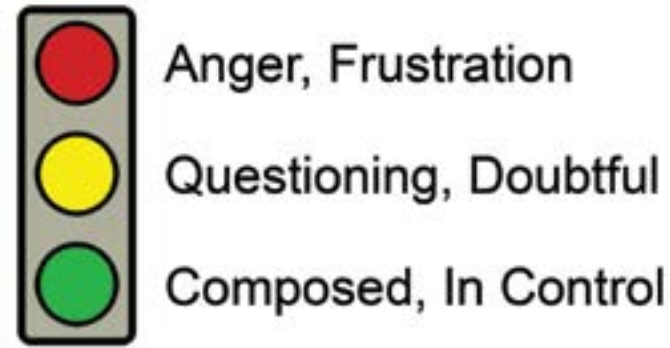 Anger, Frustration
Questioning, Doubtful
Composed, In Control